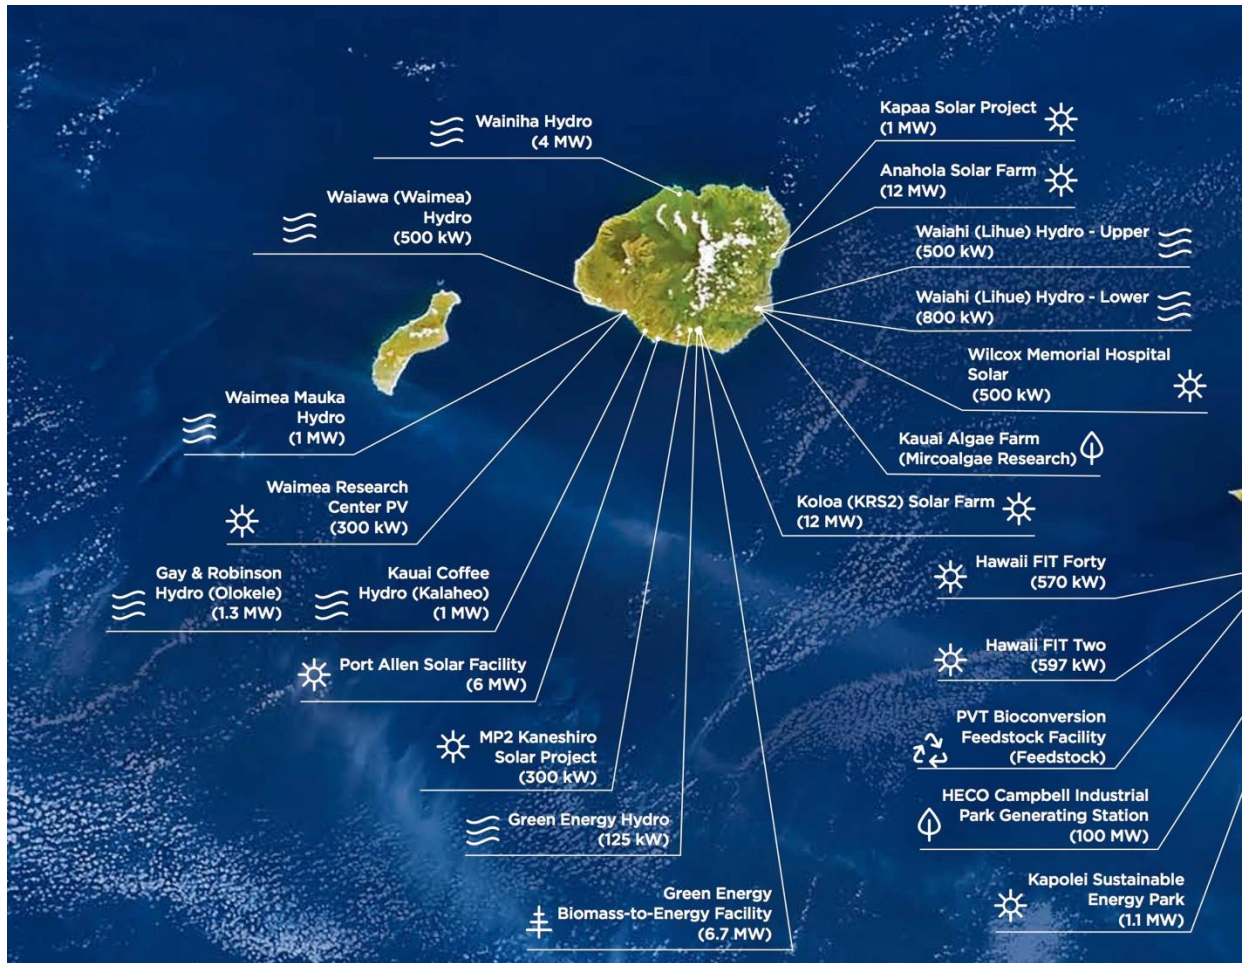 Wainiha Hydro
(4 MW)
Waiawa (Waimea)
Hydro
(500 kW)
Waimea Mauka
Hydro
(1 MW)
Waimea Research
Center PV
(300 kW)
Gay & Robinson
Hydro (Olokele)
(1.3 MW)
Kauai Coffee
Hydro (Kalaheo)
(1 MW)
Port Allen Solar Facility
(6 MW)
MP2 Kaneshiro
Solar Project
(300 kW)
Green Energy Hydro
(125 kW)
Green Energy
Biomass-to-Energy Facility
(6.7 MW)
Kapaa Solar Project
(1 MW)
Anahola Solar Farm
(12 MW)
Waiahi (Lihue) Hydro - Upper
(500 kW)
Waiahi (Lihue) Hydro - Lower
(800 kW)
Wilcox Memorial Hospital
Solar
(500 kW)
Kauai Algae Farm
(Mircoalgae Research)
Koloa (KRS2) Solar Farm
(12 MW)
Hawaii FIT Forty
(570 kW)
Hawaii FIT Two
(597 kW)
PVT Bioconversion
Feedstock Facility
(Feedstock)
HECO Campbell Industrial
Park Generating Station
(100 MW)
Kapolei Sustainable
Energy Park
(1.1 MW)